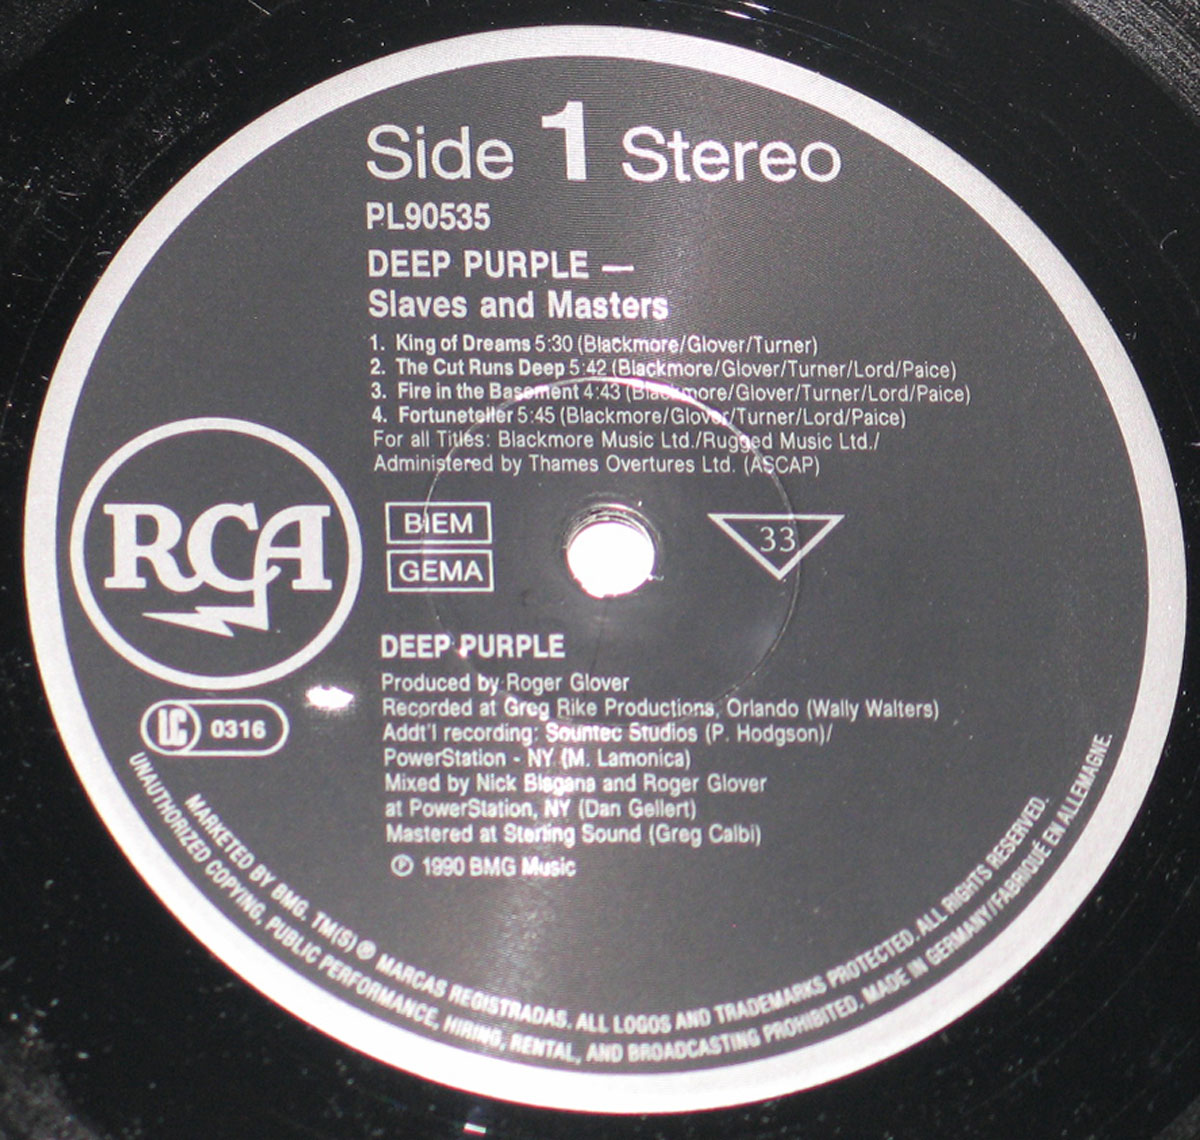 Side 1 Stereo
PL90535
DEEP PURPLE —
Slaves and Masters
1. King of Dreams 5:30 (Blackmore/Glover/Turner)
2. The Cut Runs Deep 5:42 (Blackmore/Glover/Turner/Lord/Paice)
3. Fire in the Basement 4:43 (Blackmore/Glover/Turner/Lord/Paice)
4. Fortuneteller 5:45 (Blackmore/Glover/Turner/Lord/Paice)
For all Titles: Blackmore Music Ltd./Rugged Music Ltd./
Administered by Thames Overtures Ltd. (ASCAP)
RCA
BIEM
GEMA
33
DEEP PURPLE
Produced by Roger Glover
Recorded at Greg Rike Productions, Orlando (Wally Walters)
Addt'l recording: Sountec Studios (P. Hodgson)/
PowerStation - NY (M. Lamonica)
Mixed by Nick Blagana and Roger Glover
at PowerStation, NY (Dan Gellert)
Mastered at Sterling Sound (Greg Calbi)
℗ 1990 BMG Music
LC 0316
MARKETED BY BMG. TM(S) ® MARCAS REGISTRADAS. ALL LOGOS AND TRADEMARKS PROTECTED. ALL RIGHTS RESERVED.
UNAUTHORIZED COPYING, PUBLIC PERFORMANCE, HIRING, RENTAL, AND BROADCASTING PROHIBITED. MADE IN GERMANY/FABRIQUÉ EN ALLEMAGNE.